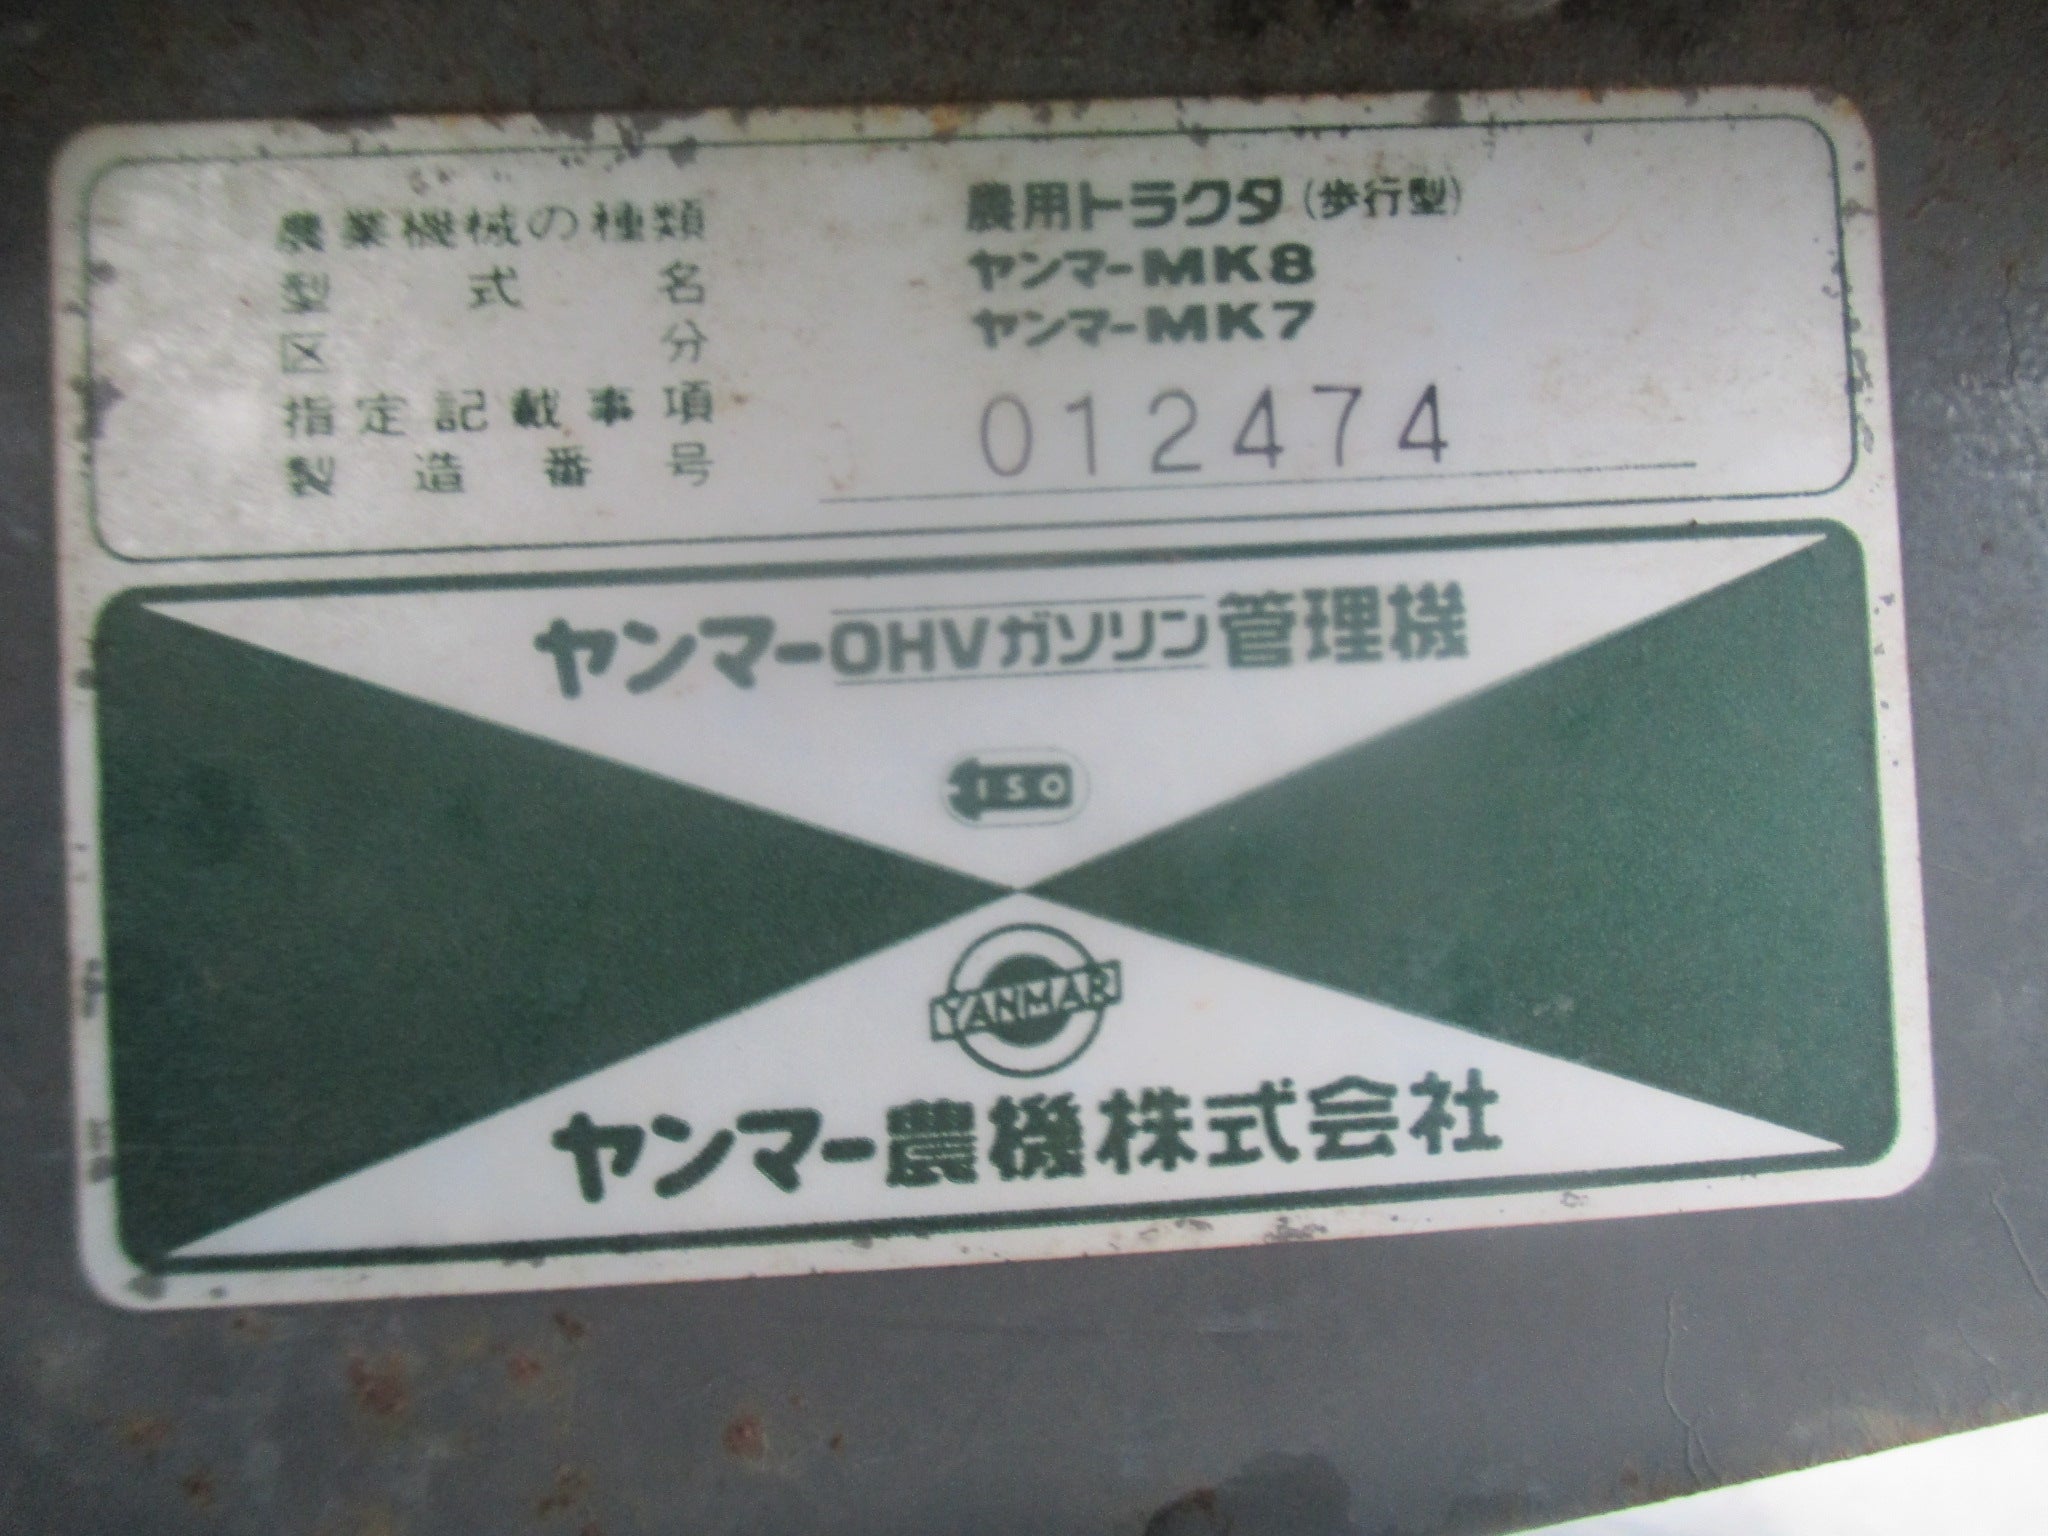 農業機械の種類 農用トラクタ(歩行型)
型式名 ヤンマーMK8
区分 ヤンマーMK7
指定記載事項
製造番号 012474
ヤンマーOHVガソリン管理機
ISO
YANMAR
ヤンマー農機株式会社